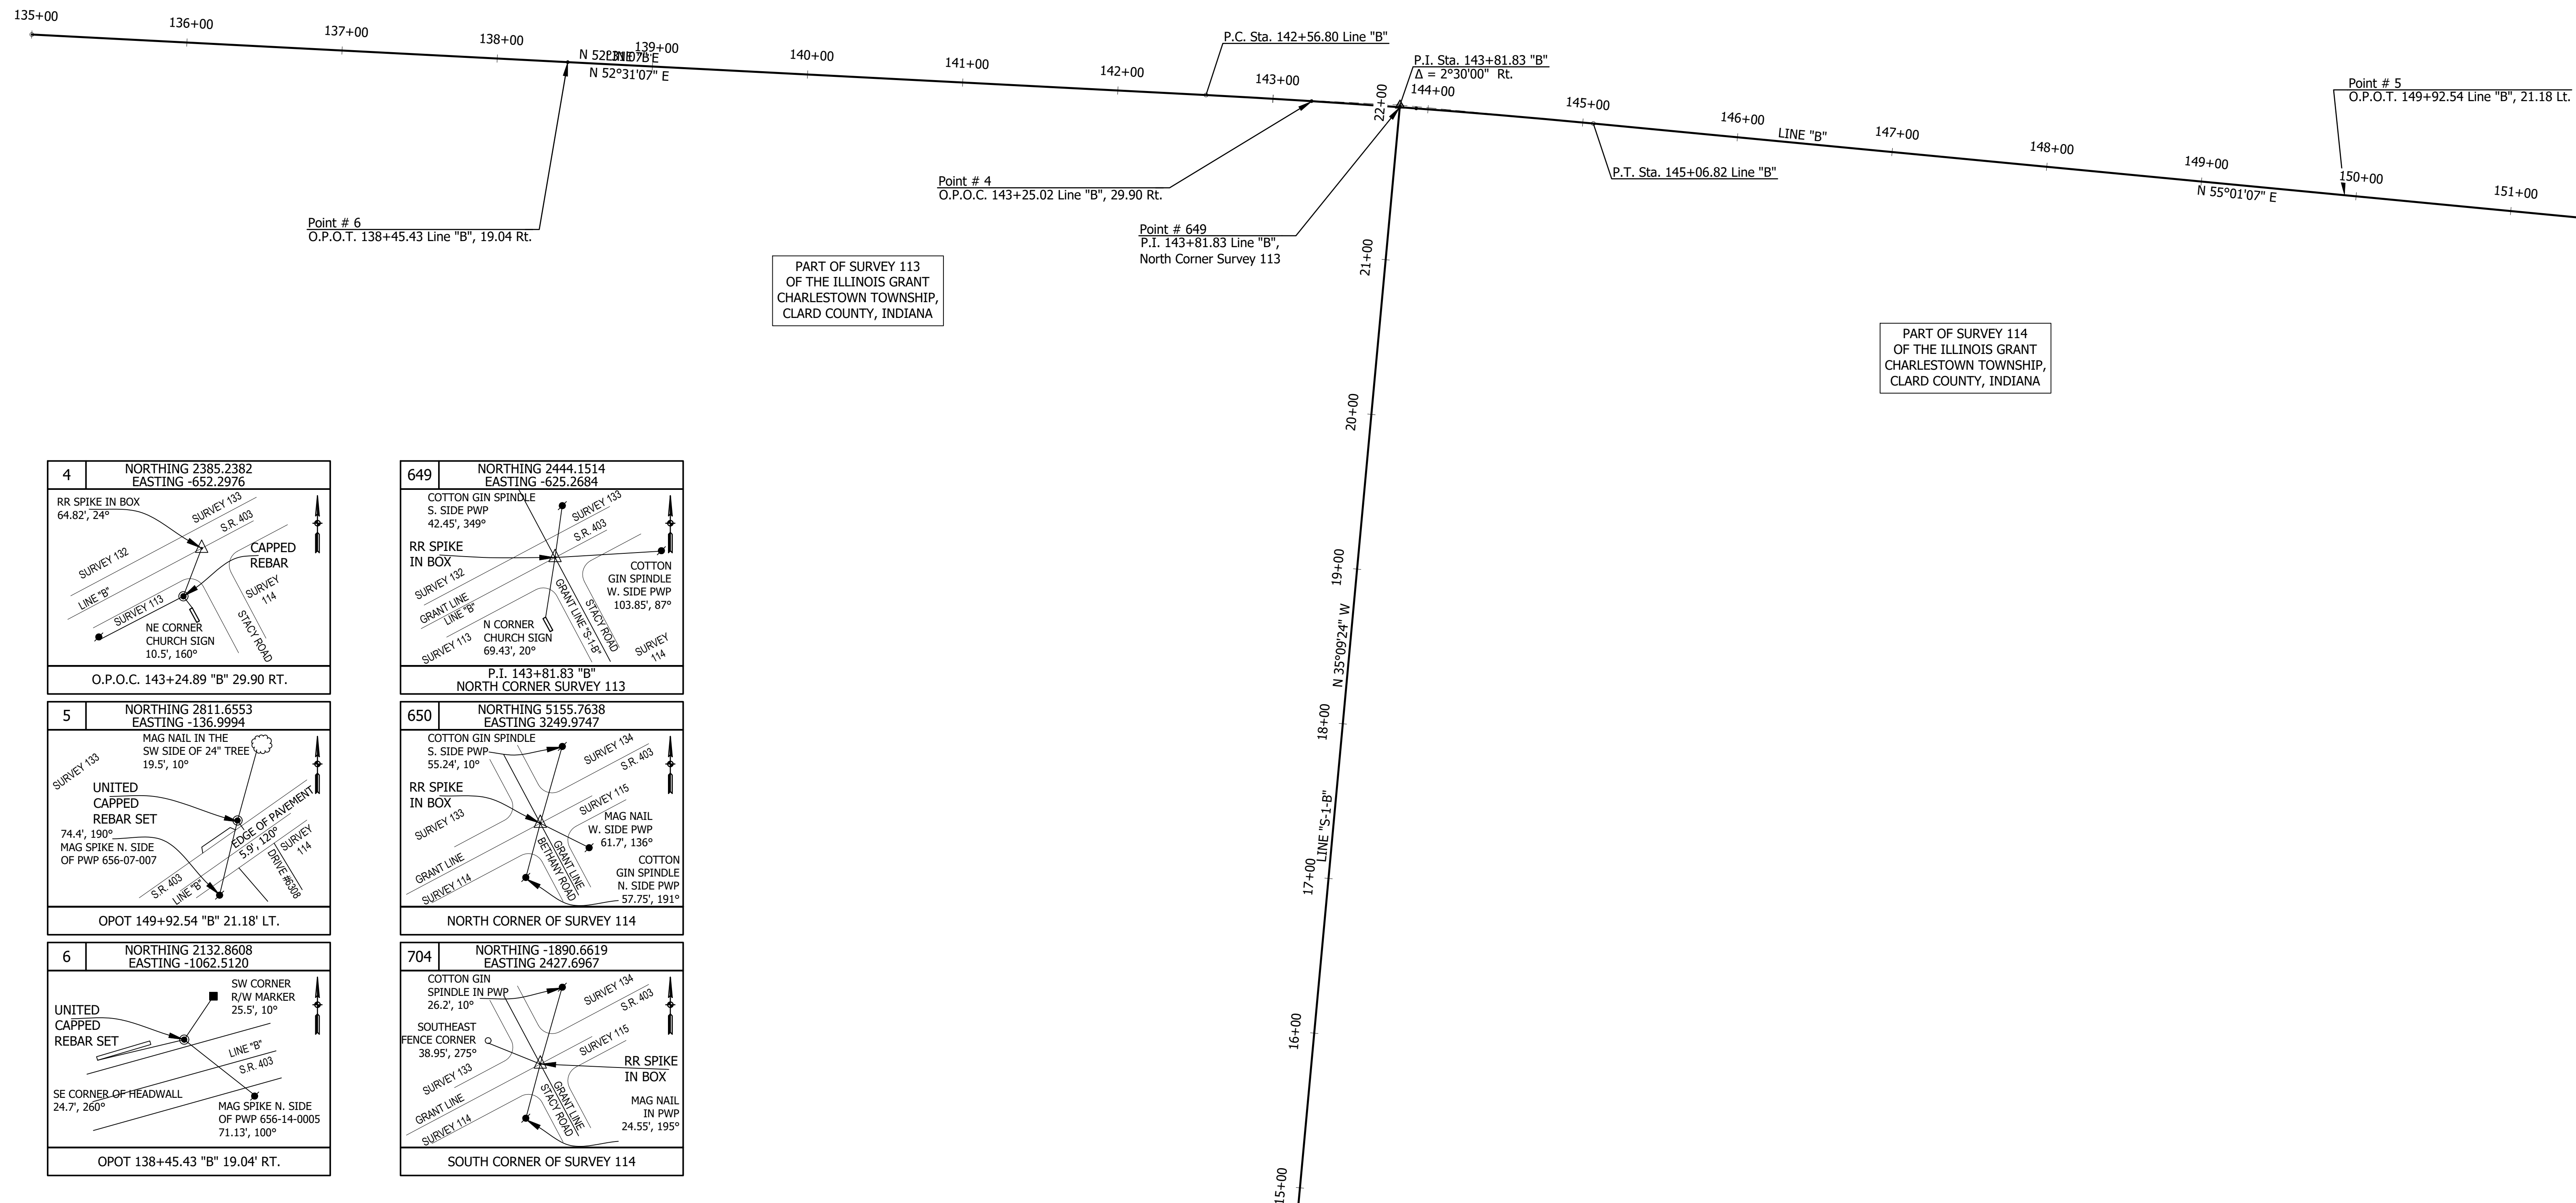 135+00
136+00
137+00
138+00
139+00
140+00
141+00
142+00
143+00
144+00
145+00
146+00
147+00
148+00
149+00
150+00
151+00
N 52°31'07" E
LINE "B"
N 52°31'07" E
P.C. Sta. 142+56.80 Line "B"
P.I. Sta. 143+81.83 "B"
Δ = 2°30'00" Rt.
22+00
LINE "B"
P.T. Sta. 145+06.82 Line "B"
Point # 5
O.P.O.T. 149+92.54 Line "B", 21.18 Lt.
N 55°01'07" E
Point # 4
O.P.O.C. 143+25.02 Line "B", 29.90 Rt.
Point # 6
O.P.O.T. 138+45.43 Line "B", 19.04 Rt.
Point # 649
P.I. 143+81.83 Line "B",
North Corner Survey 113
PART OF SURVEY 113
OF THE ILLINOIS GRANT
CHARLESTOWN TOWNSHIP,
CLARD COUNTY, INDIANA
PART OF SURVEY 114
OF THE ILLINOIS GRANT
CHARLESTOWN TOWNSHIP,
CLARD COUNTY, INDIANA
21+00
20+00
19+00
N 35°09'24" W
18+00
LINE "S-1-B"
17+00
16+00
15+00
4
NORTHING 2385.2382
EASTING -652.2976
RR SPIKE IN BOX
64.82', 24°
SURVEY 133
S.R. 403
CAPPED
REBAR
SURVEY 132
LINE "B"
SURVEY 113
SURVEY
114
STACY ROAD
NE CORNER
CHURCH SIGN
10.5', 160°
O.P.O.C. 143+24.89 "B" 29.90 RT.
649
NORTHING 2444.1514
EASTING -625.2684
COTTON GIN SPINDLE
S. SIDE PWP
42.45', 349°
SURVEY 133
S.R. 403
RR SPIKE
IN BOX
COTTON
GIN SPINDLE
W. SIDE PWP
103.85', 87°
SURVEY 132
GRANT LINE
LINE "B"
SURVEY 113
GRANT LINE "S-1-B"
STACY ROAD
N CORNER
CHURCH SIGN
69.43', 20°
SURVEY
114
P.I. 143+81.83 "B"
NORTH CORNER SURVEY 113
5
NORTHING 2811.6553
EASTING -136.9994
MAG NAIL IN THE
SW SIDE OF 24" TREE
19.5', 10°
SURVEY 133
UNITED
CAPPED
REBAR SET
74.4', 190°
MAG SPIKE N. SIDE
OF PWP 656-07-007
EDGE OF PAVEMENT
5.9', 120°
SURVEY
114
DRIVE #6308
S.R. 403
LINE "B"
OPOT 149+92.54 "B" 21.18' LT.
650
NORTHING 5155.7638
EASTING 3249.9747
COTTON GIN SPINDLE
S. SIDE PWP
55.24', 10°
SURVEY 134
S.R. 403
RR SPIKE
IN BOX
SURVEY 115
SURVEY 133
MAG NAIL
W. SIDE PWP
61.7', 136°
GRANT LINE
BETHANY ROAD
GRANT LINE
SURVEY 114
COTTON
GIN SPINDLE
N. SIDE PWP
57.75', 191°
NORTH CORNER OF SURVEY 114
6
NORTHING 2132.8608
EASTING -1062.5120
SW CORNER
R/W MARKER
25.5', 10°
UNITED
CAPPED
REBAR SET
LINE "B"
S.R. 403
SE CORNER OF HEADWALL
24.7', 260°
MAG SPIKE N. SIDE
OF PWP 656-14-0005
71.13', 100°
OPOT 138+45.43 "B" 19.04' RT.
704
NORTHING -1890.6619
EASTING 2427.6967
COTTON GIN
SPINDLE IN PWP
26.2', 10°
SURVEY 134
S.R. 403
SOUTHEAST
FENCE CORNER
38.95', 275°
SURVEY 115
RR SPIKE
IN BOX
SURVEY 133
GRANT LINE
STACY ROAD
GRANT LINE
SURVEY 114
MAG NAIL
IN PWP
24.55', 195°
SOUTH CORNER OF SURVEY 114